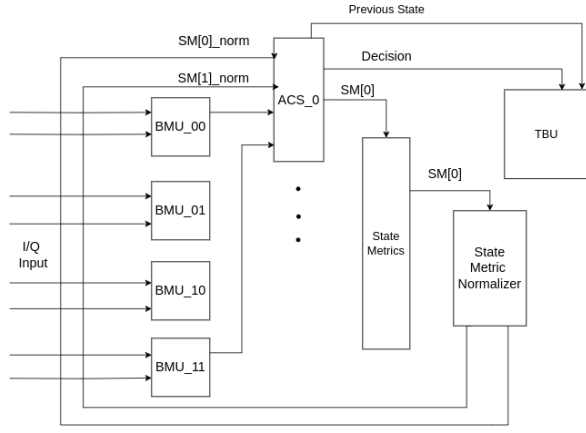 Previous State
SM[0]_norm
Decision
SM[1]_norm
ACS_0
SM[0]
BMU_00
TBU
SM[0]
BMU_01
State
Metrics
I/Q
Input
State
Metric
Normalizer
BMU_10
BMU_11